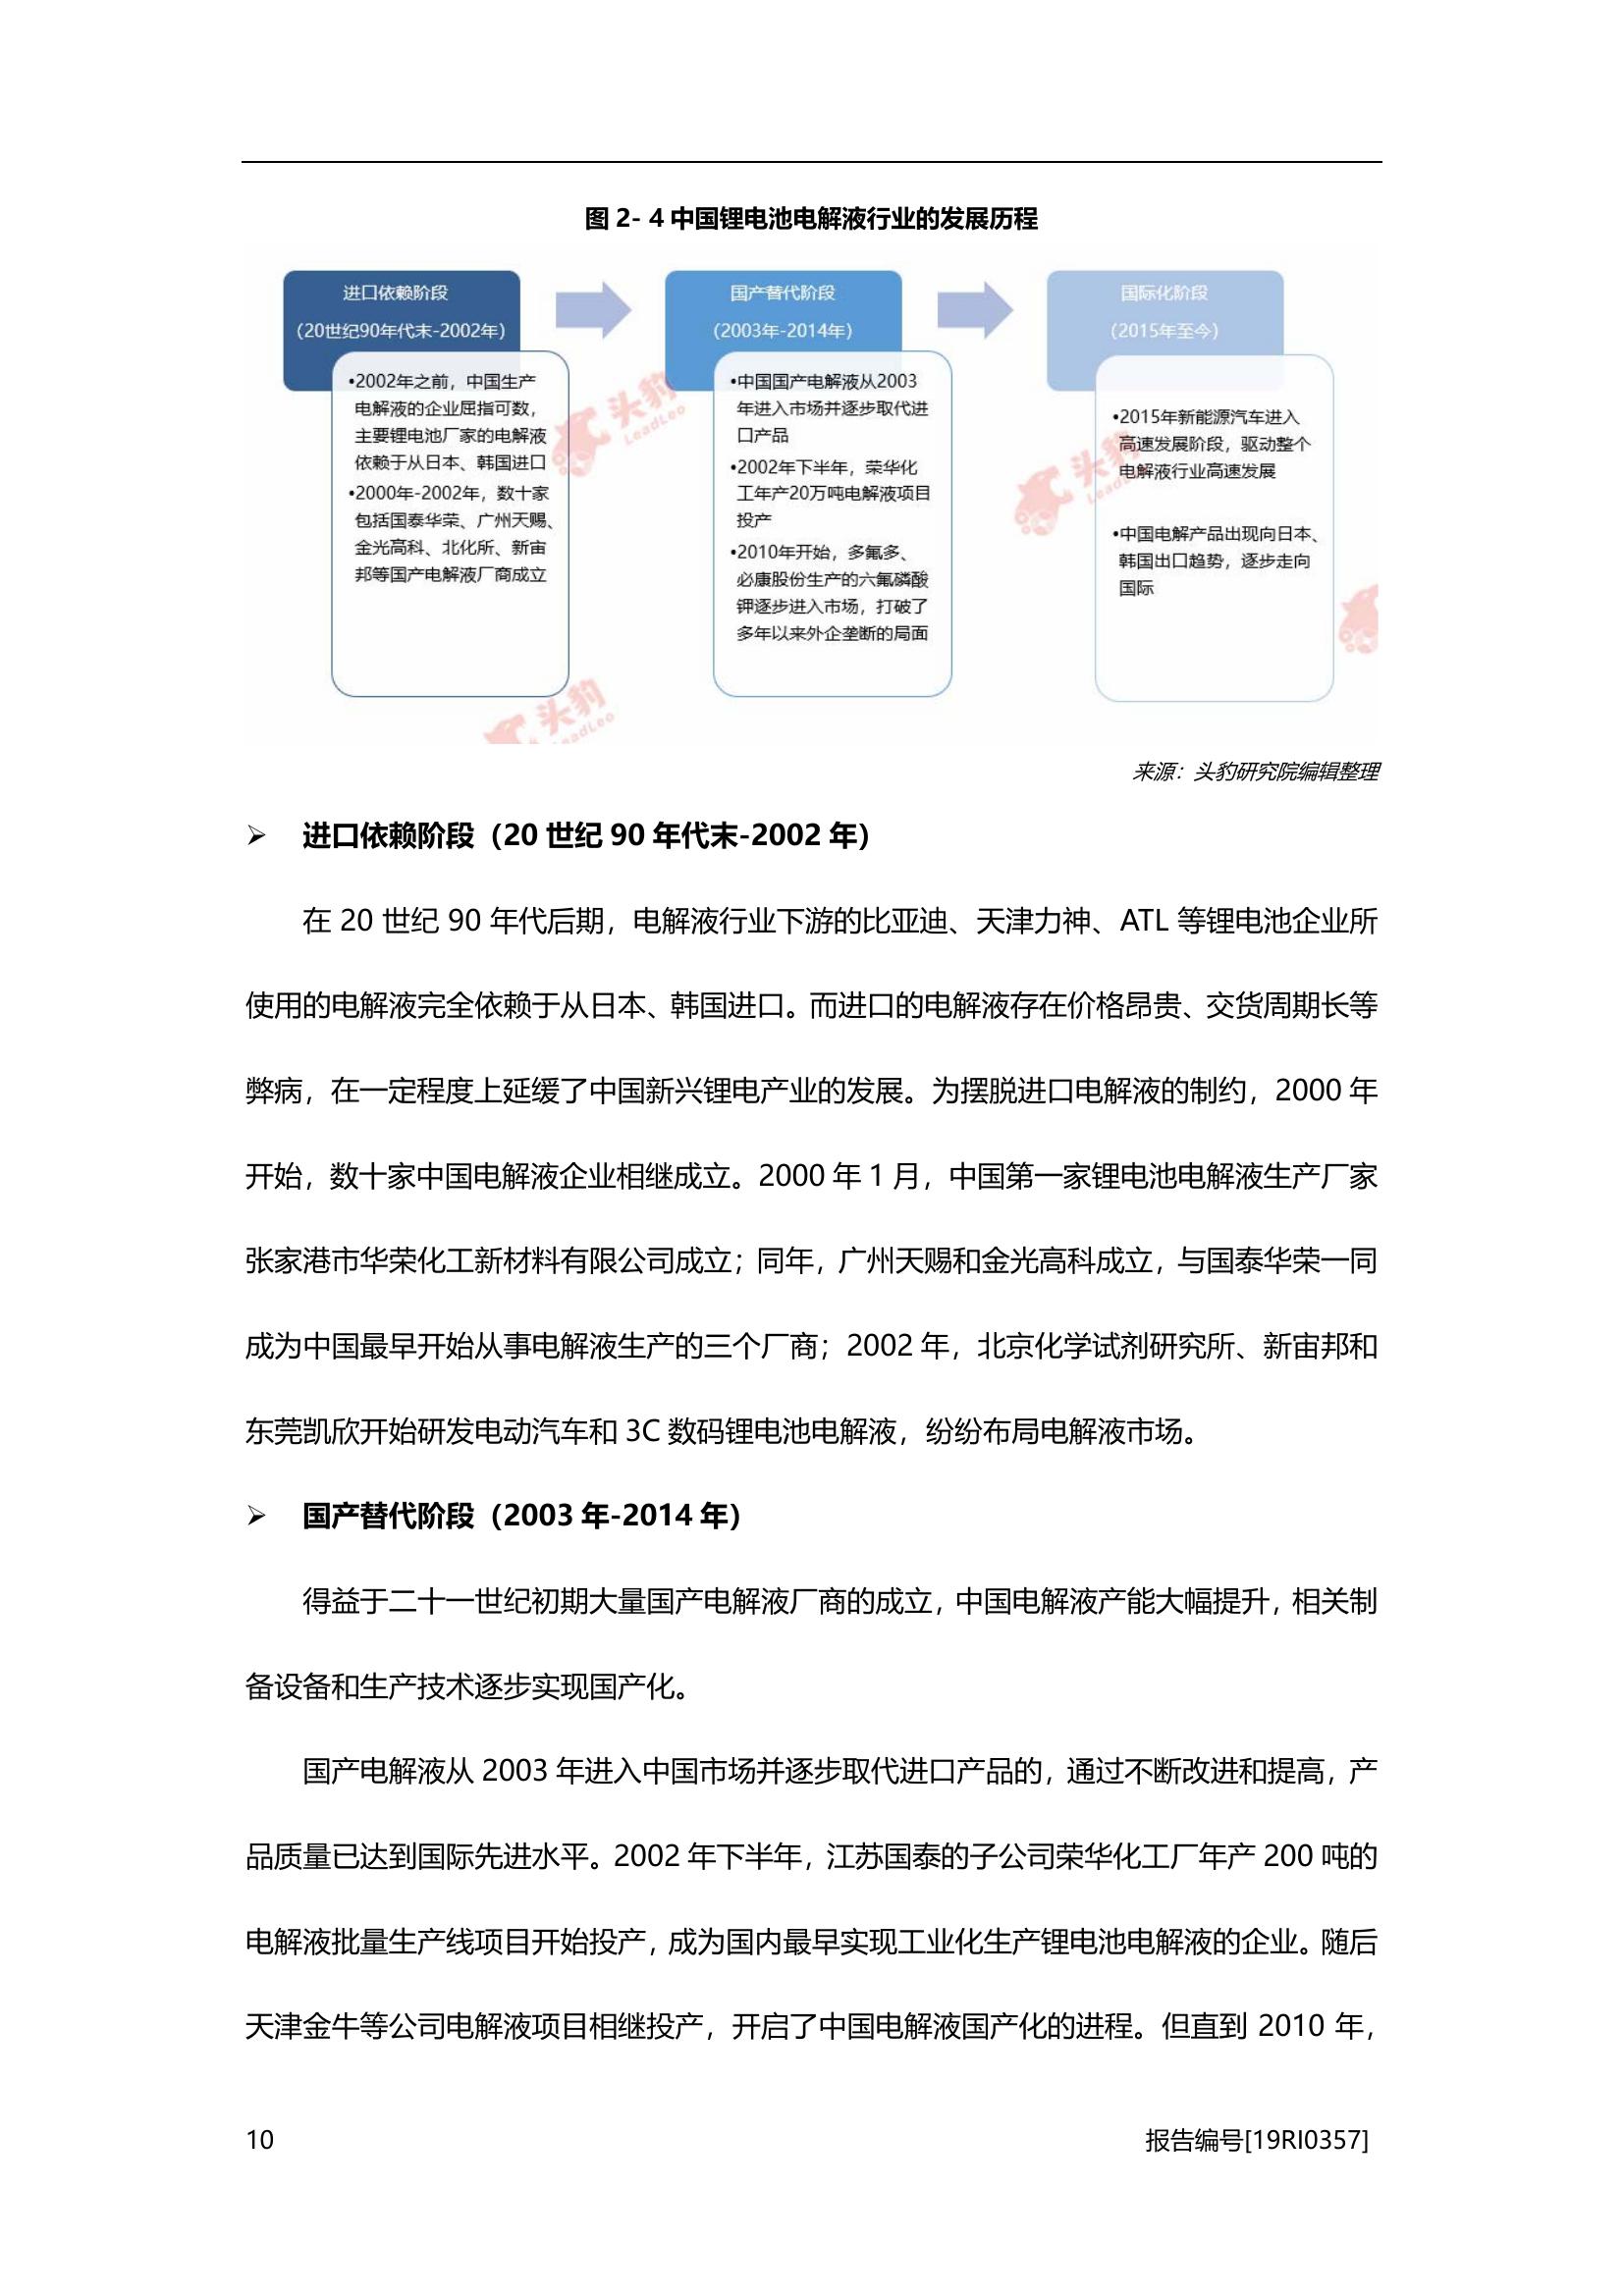 图 2- 4 中国锂电池电解液行业的发展历程
进口依赖阶段
（20世纪90年代末-2002年）
•2002年之前，中国生产
电解液的企业屈指可数，
主要锂电池厂家的电解液
依赖于从日本、韩国进口
•2000年-2002年，数十家
包括国泰华荣、广州天赐、
金光高科、北化所、新宙
邦等国产电解液厂商成立
国产替代阶段
（2003年-2014年）
•中国国产电解液从2003
年进入市场并逐步取代进
口产品
•2002年下半年，荣华化
工年产20万吨电解液项目
投产
•2010年开始，多氟多、
必康股份生产的六氟磷酸
钾逐步进入市场，打破了
多年以来外企垄断的局面
国际化阶段
（2015年至今）
•2015年新能源汽车进入
高速发展阶段，驱动整个
电解液行业高速发展
•中国电解产品出现向日本、
韩国出口趋势，逐步走向
国际
头豹
LeadLeo
头豹
Lead
头豹
eadLeo
来源：头豹研究院编辑整理
➢ 进口依赖阶段（20 世纪 90 年代末-2002 年）
在 20 世纪 90 年代后期，电解液行业下游的比亚迪、天津力神、ATL 等锂电池企业所
使用的电解液完全依赖于从日本、韩国进口。而进口的电解液存在价格昂贵、交货周期长等
弊病，在一定程度上延缓了中国新兴锂电产业的发展。为摆脱进口电解液的制约，2000 年
开始，数十家中国电解液企业相继成立。2000 年 1 月，中国第一家锂电池电解液生产厂家
张家港市华荣化工新材料有限公司成立；同年，广州天赐和金光高科成立，与国泰华荣一同
成为中国最早开始从事电解液生产的三个厂商；2002 年，北京化学试剂研究所、新宙邦和
东莞凯欣开始研发电动汽车和 3C 数码锂电池电解液，纷纷布局电解液市场。
➢ 国产替代阶段（2003 年-2014 年）
得益于二十一世纪初期大量国产电解液厂商的成立，中国电解液产能大幅提升，相关制
备设备和生产技术逐步实现国产化。
国产电解液从 2003 年进入中国市场并逐步取代进口产品的，通过不断改进和提高，产
品质量已达到国际先进水平。2002 年下半年，江苏国泰的子公司荣华化工厂年产 200 吨的
电解液批量生产线项目开始投产，成为国内最早实现工业化生产锂电池电解液的企业。随后
天津金牛等公司电解液项目相继投产，开启了中国电解液国产化的进程。但直到 2010 年，
10
报告编号[19RI0357]